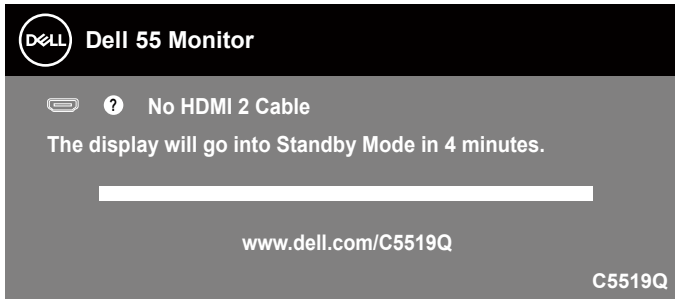 DELL Dell 55 Monitor
? No HDMI 2 Cable
The display will go into Standby Mode in 4 minutes.
www.dell.com/C5519Q
C5519Q